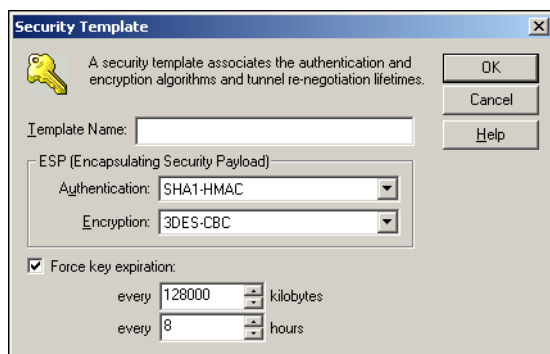 Security Template
A security template associates the authentication and
encryption algorithms and tunnel re-negotiation lifetimes.
OK
Cancel
Help
Template Name:
ESP (Encapsulating Security Payload)
Authentication: SHA1-HMAC
Encryption: 3DES-CBC
Force key expiration:
every 128000 kilobytes
every 8 hours